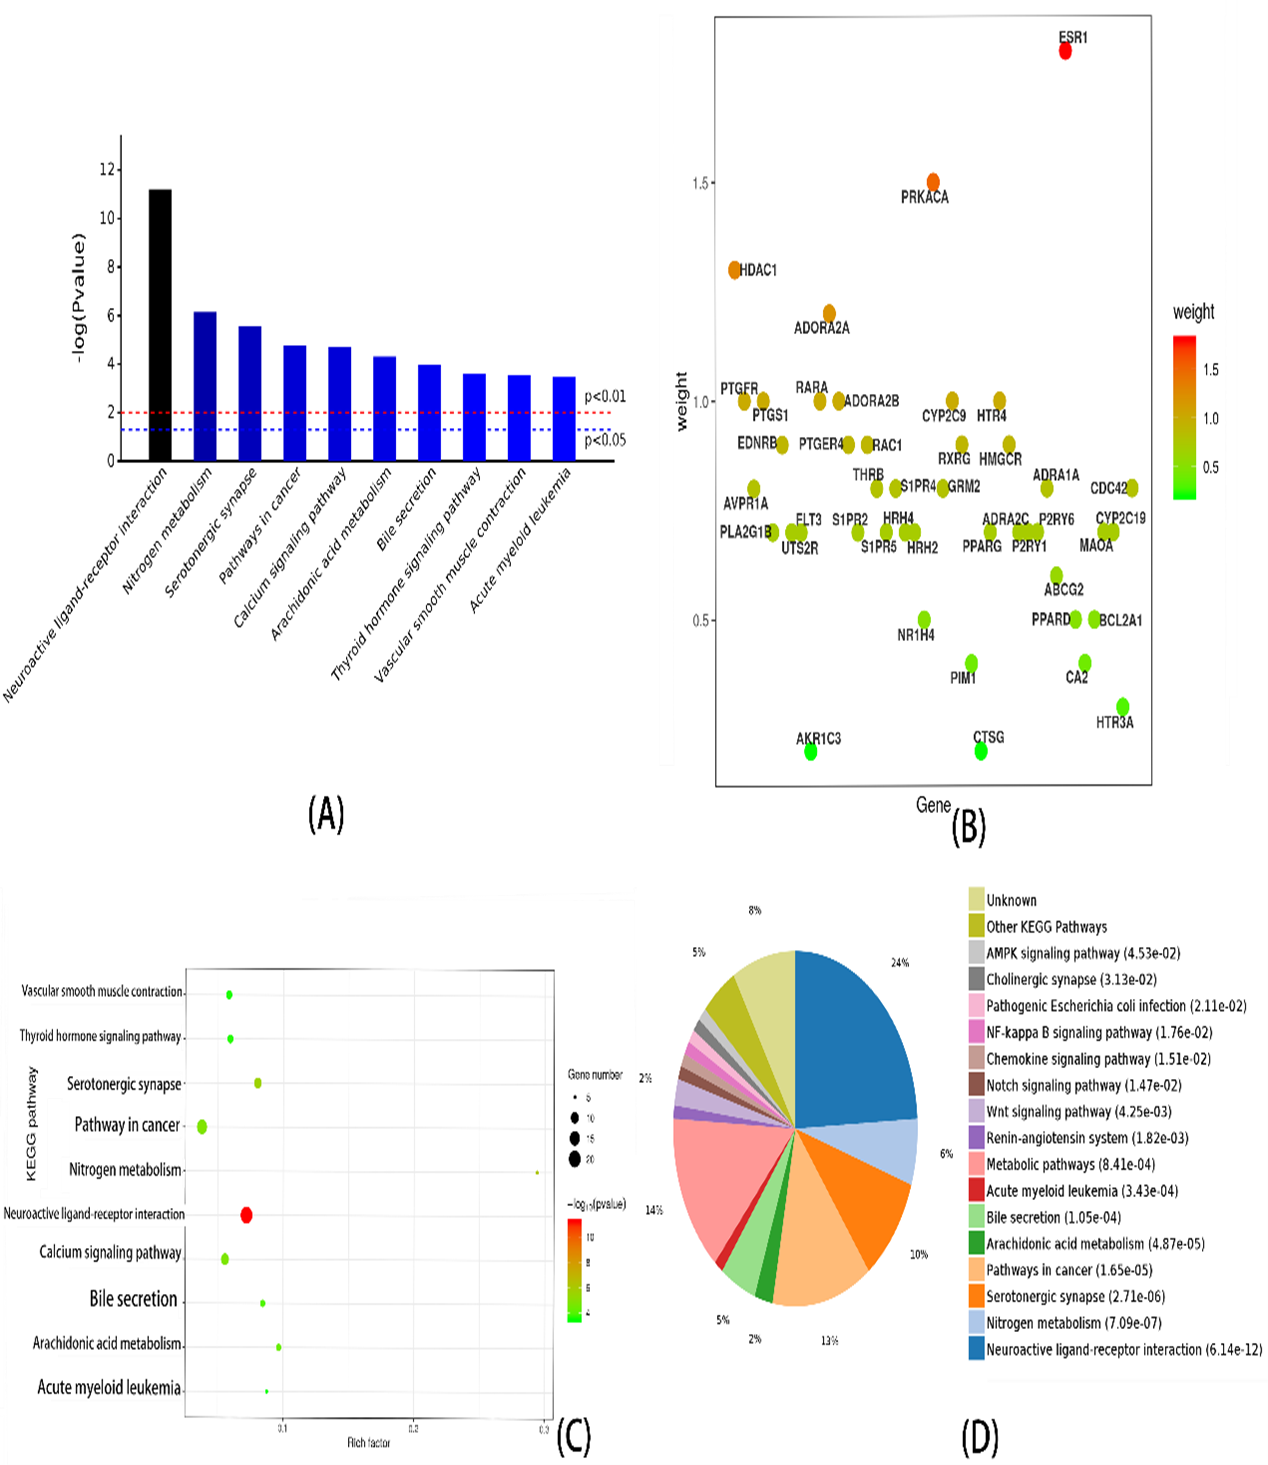 -log(Pvalue)
12
10
8
6
4
2
0
p<0.01
p<0.05
Neuroactive ligand-receptor interaction
Nitrogen metabolism
Serotonergic synapse
Pathways in cancer
Calcium signaling pathway
Arachidonic acid metabolism
Bile secretion
Thyroid hormone signaling pathway
Vascular smooth muscle contraction
Acute myeloid leukemia
(A)
weight
1.5
1.0
0.5
ESR1
PRKACA
HDAC1
ADORA2A
PTGFR
PTGS1
RARA
ADORA2B
CYP2C9
HTR4
EDNRB
PTGER4
RAC1
RXRG
HMGCR
AVPR1A
THRB
S1PR4
GRM2
ADRA1A
CDC42
PLA2G1B
UTS2R
FLT3
S1PR2
S1PR5
HRH4
HRH2
PPARG
ADRA2C
P2RY1
P2RY6
MAOA
CYP2C19
ABCG2
NR1H4
PPARD
BCL2A1
PIM1
CA2
HTR3A
AKR1C3
CTSG
Gene
weight
1.5
1.0
0.5
(B)
KEGG pathway
Vascular smooth muscle contraction
Thyroid hormone signaling pathway
Serotonergic synapse
Pathway in cancer
Nitrogen metabolism
Neuroactive ligand-receptor interaction
Calcium signaling pathway
Bile secretion
Arachidonic acid metabolism
Acute myeloid leukemia
0.1
0.2
0.3
Rich factor
Gene number
5
10
15
20
(pvalue)
10
(C)
8%
5%
24%
2%
6%
14%
10%
5%
2%
13%
Unknown
Other KEGG Pathways
AMPK signaling pathway (4.53e-02)
Cholinergic synapse (3.13e-02)
Pathogenic Escherichia coli infection (2.11e-02)
NF-kappa B signaling pathway (1.76e-02)
Chemokine signaling pathway (1.51e-02)
Notch signaling pathway (1.47e-02)
Wnt signaling pathway (4.25e-03)
Renin-angiotensin system (1.82e-03)
Metabolic pathways (8.41e-04)
Acute myeloid leukemia (3.43e-04)
Bile secretion (1.05e-04)
Arachidonic acid metabolism (4.87e-05)
Pathways in cancer (1.65e-05)
Serotonergic synapse (2.71e-06)
Nitrogen metabolism (7.09e-07)
Neuroactive ligand-receptor interaction (6.14e-12)
(D)